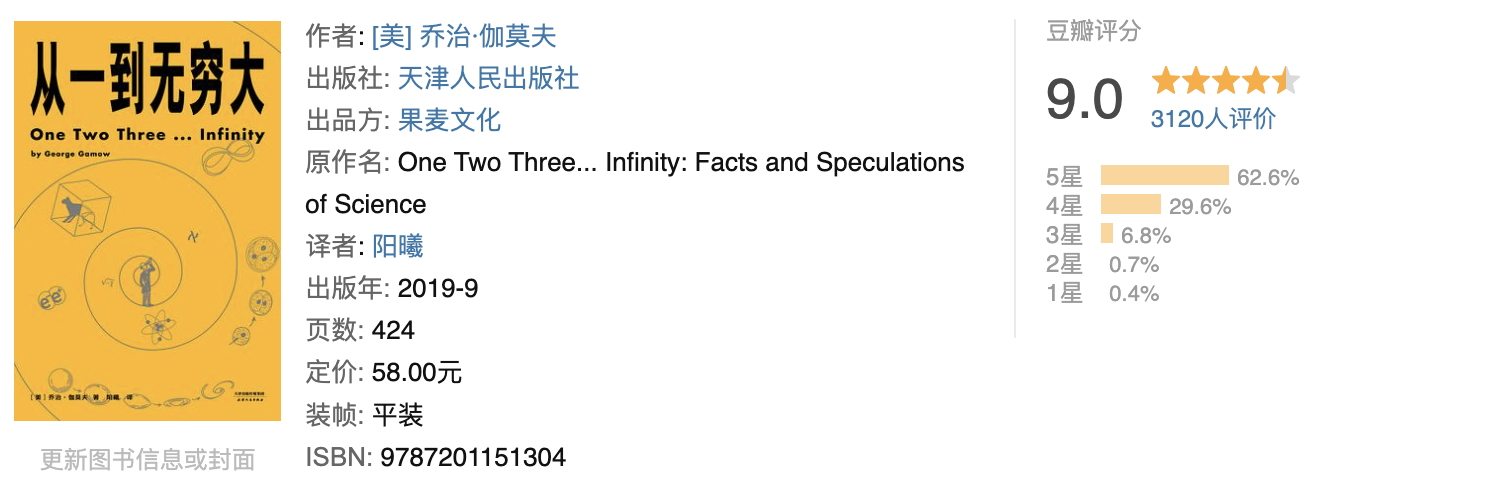 从一到无穷大
One Two Three ... Infinity
by George Gamow
[美] 乔治·伽莫夫 著 阳曦 译
更新图书信息或封面
作者: [美] 乔治·伽莫夫
出版社: 天津人民出版社
出品方: 果麦文化
原作名: One Two Three... Infinity: Facts and Speculations
of Science
译者: 阳曦
出版年: 2019-9
页数: 424
定价: 58.00元
装帧: 平装
ISBN: 9787201151304
豆瓣评分
9.0
3120人评价
5星 62.6%
4星 29.6%
3星 6.8%
2星 0.7%
1星 0.4%